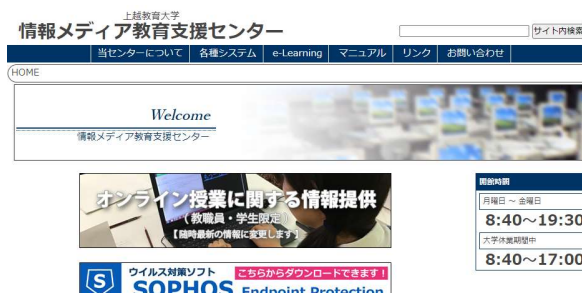 上越教育大学
情報メディア教育支援センター
サイト内検索
当センターについて 各種システム e-Learning マニュアル リンク お問い合わせ
HOME
Welcome
情報メディア教育支援センター
オンライン授業に関する情報提供
(教職員・学生限定)
【随時最新の情報に変更します】
開館時間
月曜日 ～ 金曜日
8:40～19:30
大学休業期間中
8:40～17:00
S
ウイルス対策ソフト こちらからダウンロードできます！
SOPHOS Endpoint Protection